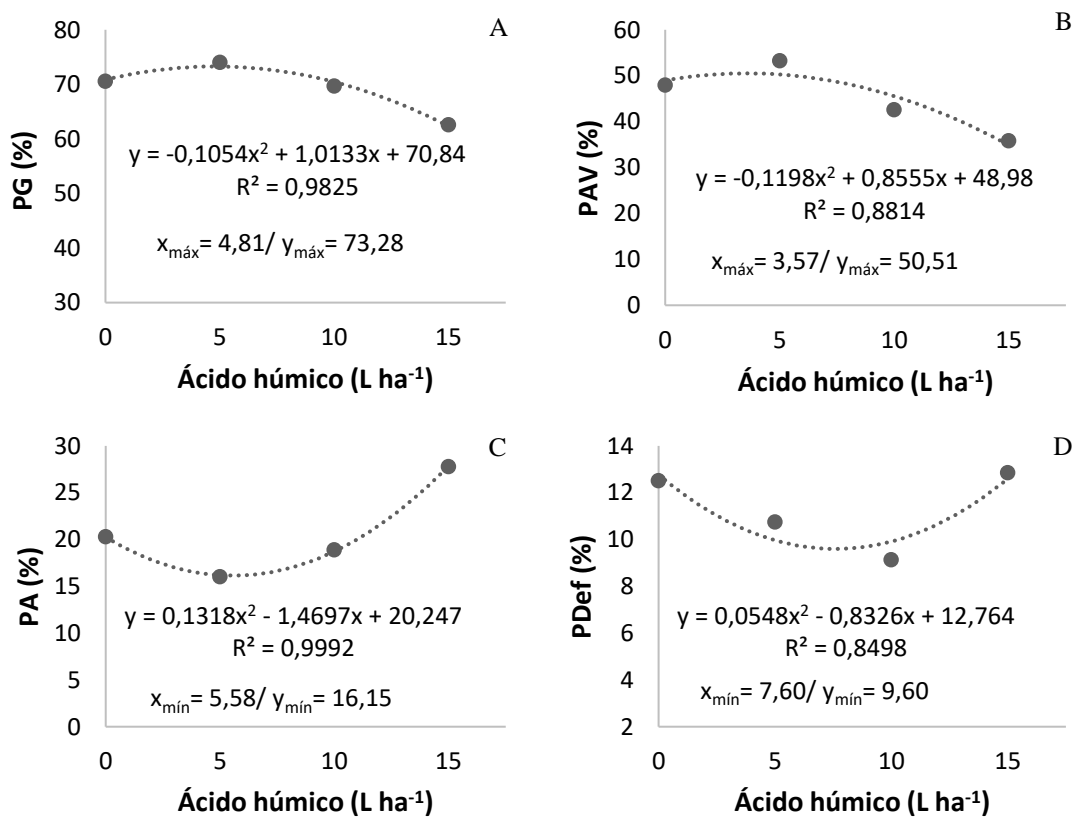 A
80
70
60
50
40
30
PG (%)
y = -0,1054x² + 1,0133x + 70,84
R² = 0,9825
xmáx= 4,81/ ymáx= 73,28
0 5 10 15
Ácido húmico (L ha⁻¹)
B
60
50
40
30
20
10
0
PAV (%)
y = -0,1198x² + 0,8555x + 48,98
R² = 0,8814
xmáx= 3,57/ ymáx= 50,51
0 5 10 15
Ácido húmico (L ha⁻¹)
C
30
25
20
15
10
5
0
PA (%)
y = 0,1318x² - 1,4697x + 20,247
R² = 0,9992
xmín= 5,58/ ymín= 16,15
0 5 10 15
Ácido húmico (L ha⁻¹)
D
14
12
10
8
6
4
2
PDef (%)
y = 0,0548x² - 0,8326x + 12,764
R² = 0,8498
xmín= 7,60/ ymín= 9,60
0 5 10 15
Ácido húmico (L ha⁻¹)